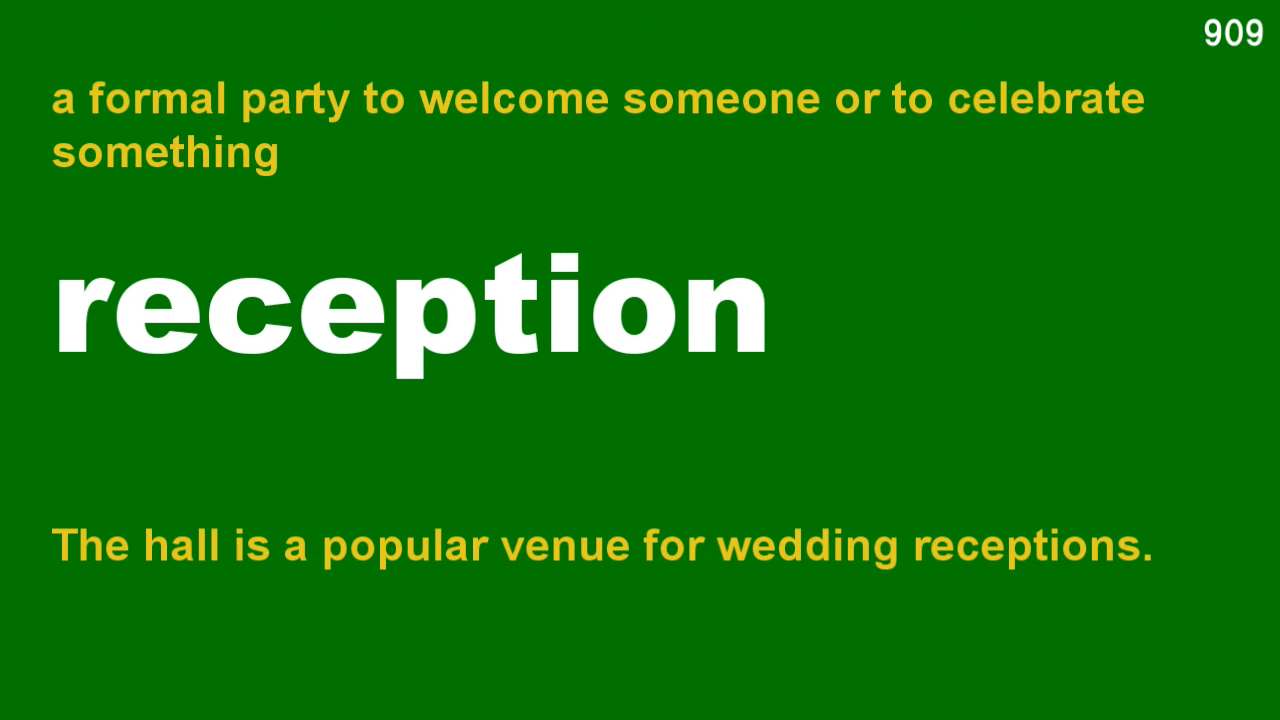 909
a formal party to welcome someone or to celebrate
something
reception
The hall is a popular venue for wedding receptions.